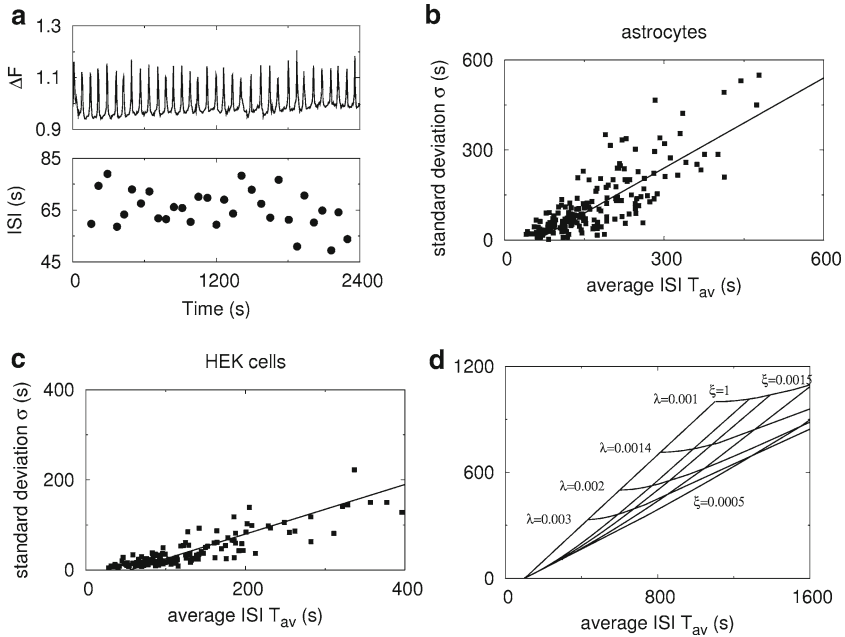 a
1.3
1.1
0.9
ΔF
85
65
45
ISI (s)
0
1200
2400
Time (s)
b
astrocytes
600
300
0
standard deviation σ (s)
0
300
600
average ISI Tav (s)
c
HEK cells
400
200
0
standard deviation σ (s)
0
200
400
average ISI Tav (s)
d
1200
600
0
λ=0.001
ξ=1
ξ=0.0015
λ=0.0014
λ=0.002
λ=0.003
ξ=0.0005
0
800
1600
average ISI Tav (s)